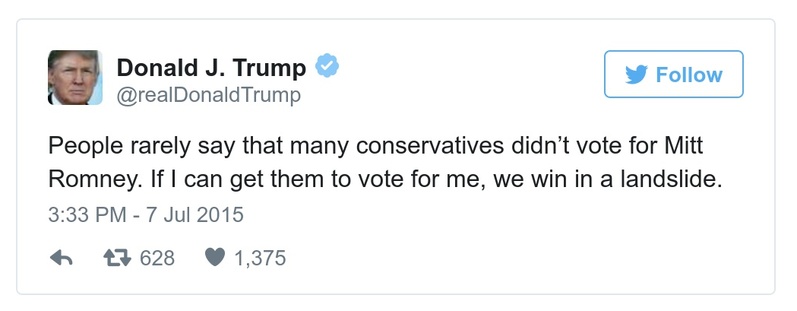 Donald J. Trump
@realDonaldTrump
Follow
People rarely say that many conservatives didn’t vote for Mitt
Romney. If I can get them to vote for me, we win in a landslide.
3:33 PM - 7 Jul 2015
628 1,375